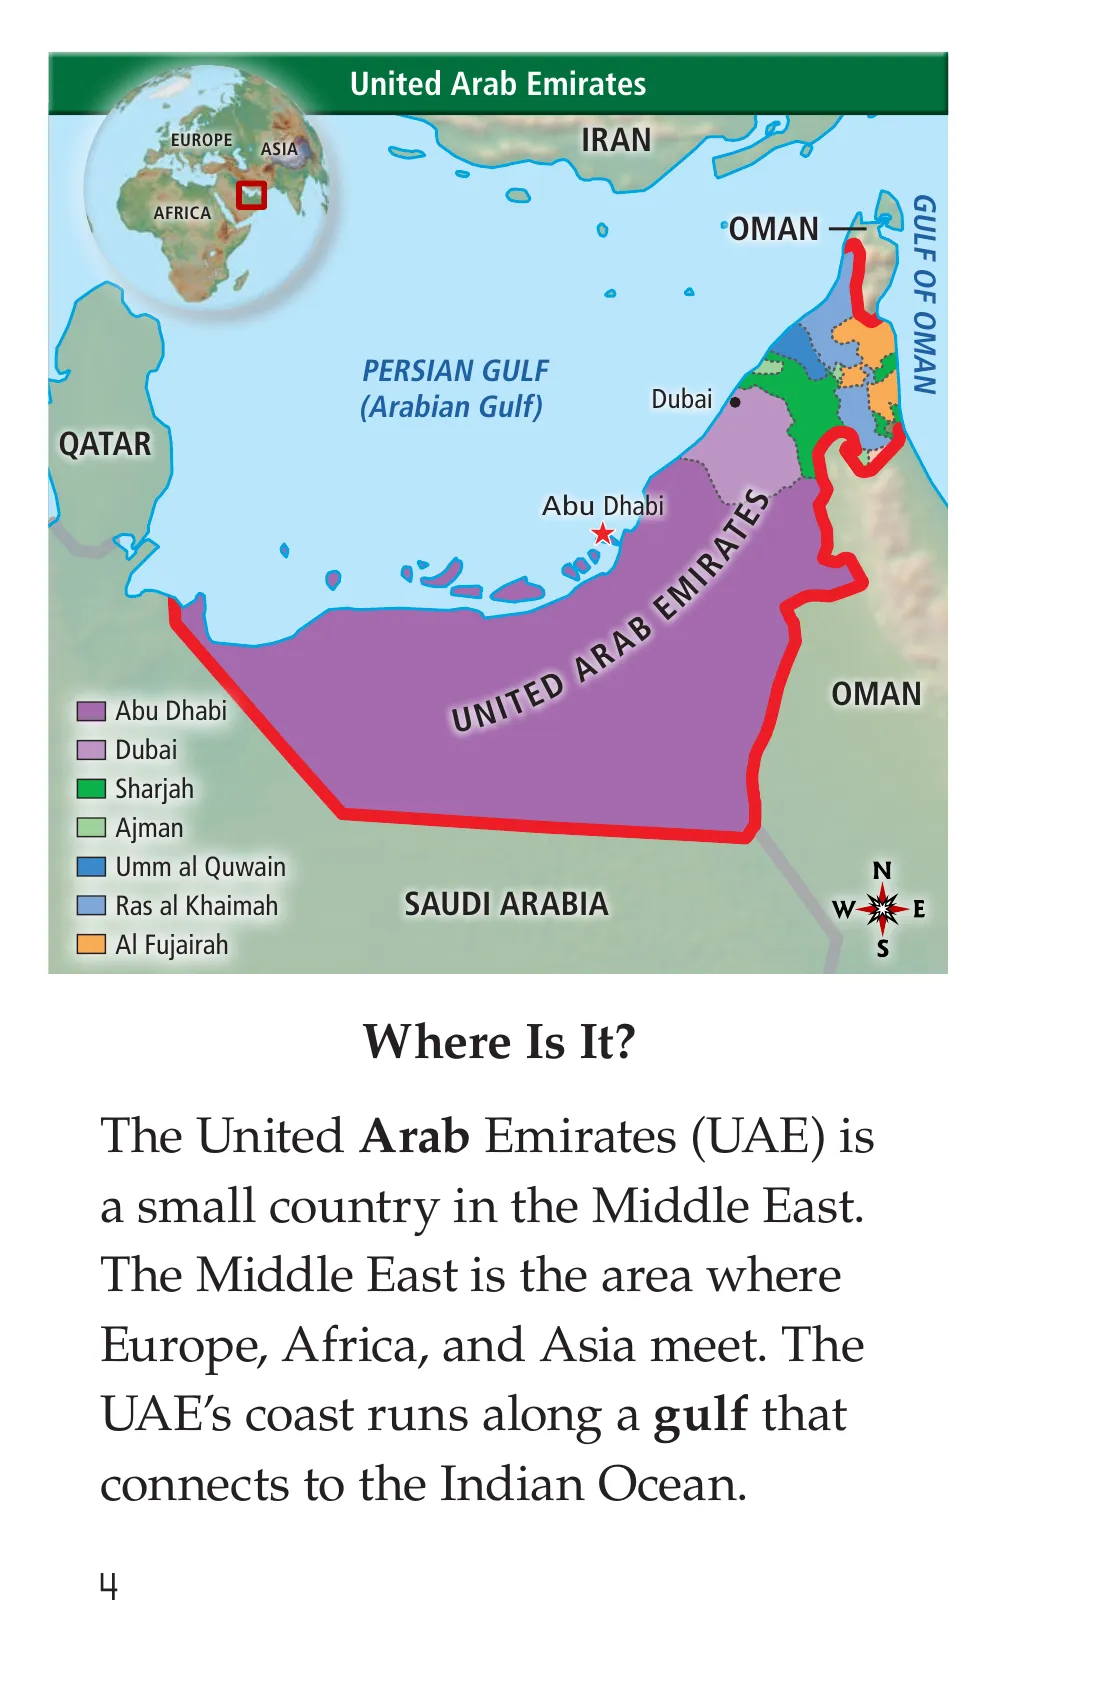 United Arab Emirates
EUROPE
ASIA
AFRICA
IRAN
OMAN
GULF OF OMAN
PERSIAN GULF
(Arabian Gulf)
Dubai
QATAR
Abu Dhabi
UNITED ARAB EMIRATES
OMAN
Abu Dhabi
Dubai
Sharjah
Ajman
Umm al Quwain
Ras al Khaimah
Al Fujairah
SAUDI ARABIA
N
W E
S
Where Is It?
The United Arab Emirates (UAE) is
a small country in the Middle East.
The Middle East is the area where
Europe, Africa, and Asia meet. The
UAE’s coast runs along a gulf that
connects to the Indian Ocean.
4